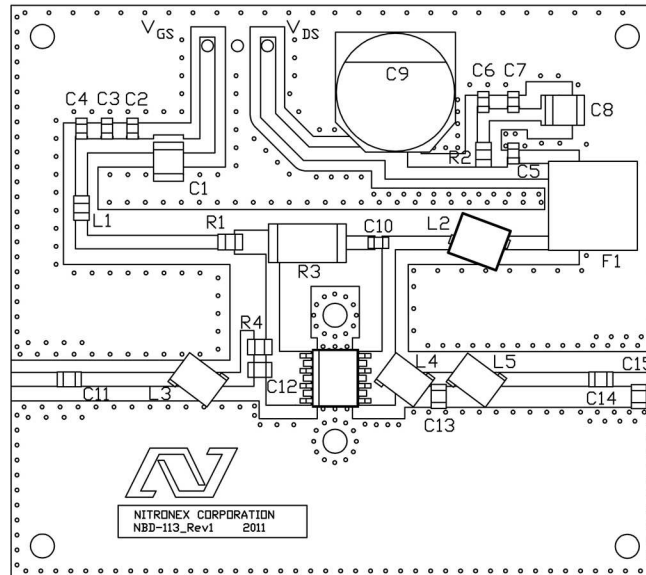 VGS
VDS
C9
C6 C7
C4 C3 C2
C8
R2
C5
C1
L1
R1
C10
L2
R3
F1
R4
L4
L5
C15
C11
L3
C12
C14
C13
NITRONEX CORPORATION
NBD-113_Rev1 2011